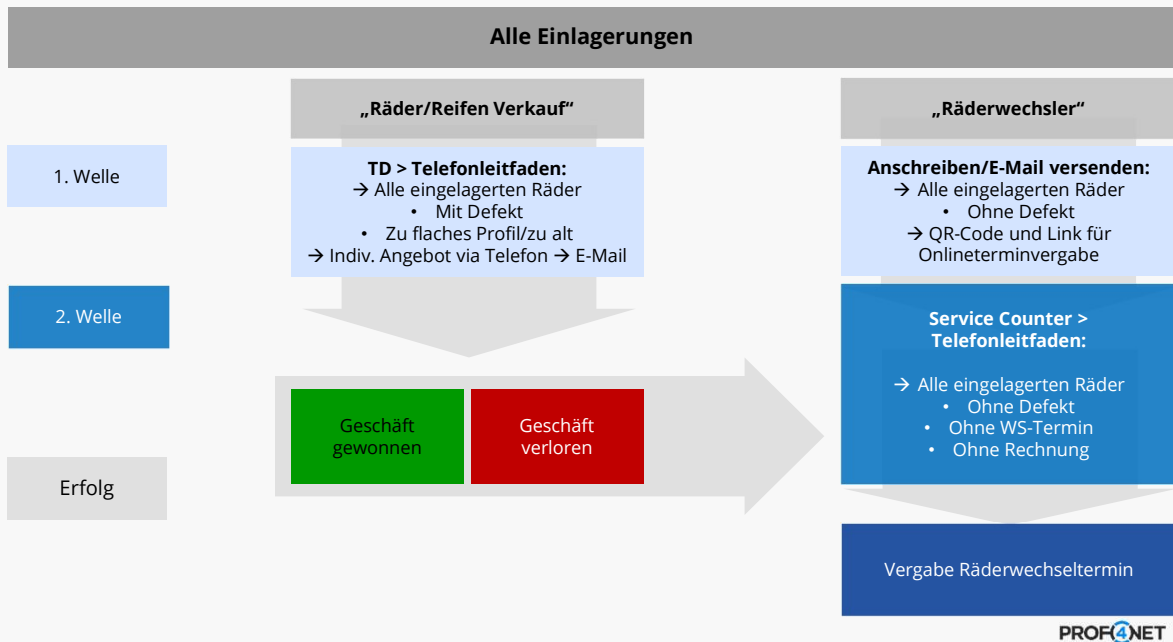 Alle Einlagerungen
„Räder/Reifen Verkauf“
„Räderwechsler“
1. Welle
TD > Telefonleitfaden:
→ Alle eingelagerten Räder
• Mit Defekt
• Zu flaches Profil/zu alt
→ Indiv. Angebot via Telefon → E-Mail
Anschreiben/E-Mail versenden:
→ Alle eingelagerten Räder
• Ohne Defekt
→ QR-Code und Link für
Onlineterminvergabe
2. Welle
Service Counter >
Telefonleitfaden:
→ Alle eingelagerten Räder
• Ohne Defekt
• Ohne WS-Termin
• Ohne Rechnung
Geschäft
gewonnen
Geschäft
verloren
Erfolg
Vergabe Räderwechseltermin
PROF4NET